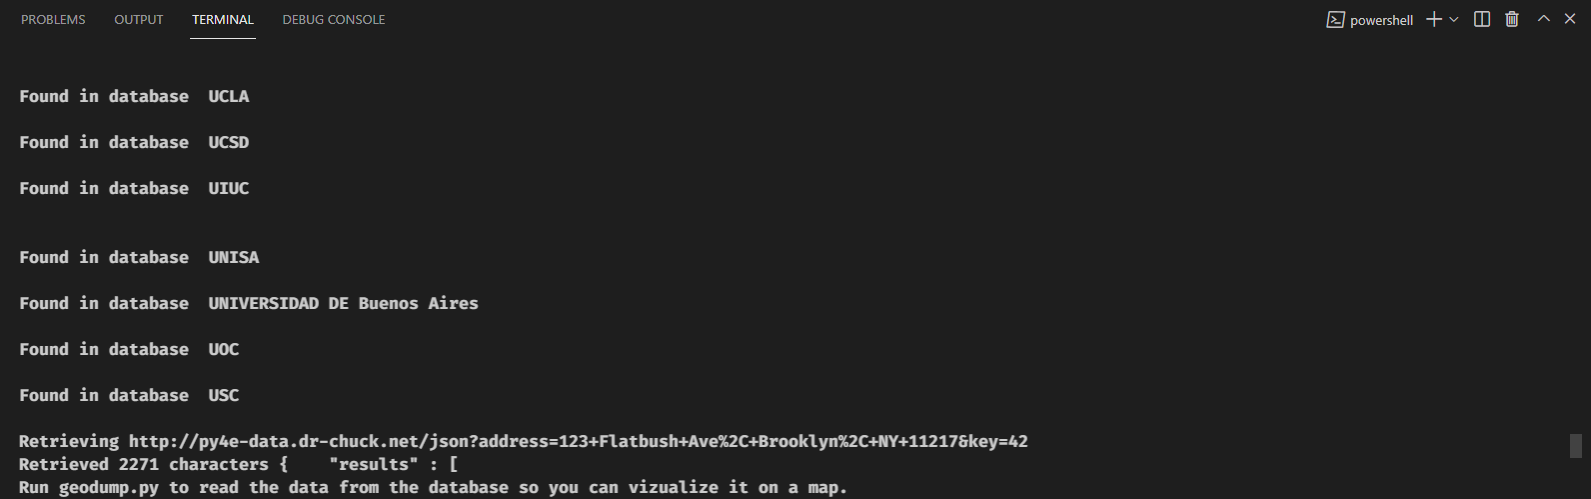 PROBLEMS OUTPUT TERMINAL DEBUG CONSOLE powershell
Found in database  UCLA
Found in database  UCSD
Found in database  UIUC
Found in database  UNISA
Found in database  UNIVERSIDAD DE Buenos Aires
Found in database  UOC
Found in database  USC
Retrieving http://py4e-data.dr-chuck.net/json?address=123+Flatbush+Ave%2C+Brooklyn%2C+NY+11217&key=42
Retrieved 2271 characters {    "results" : [
Run geodump.py to read the data from the database so you can vizualize it on a map.